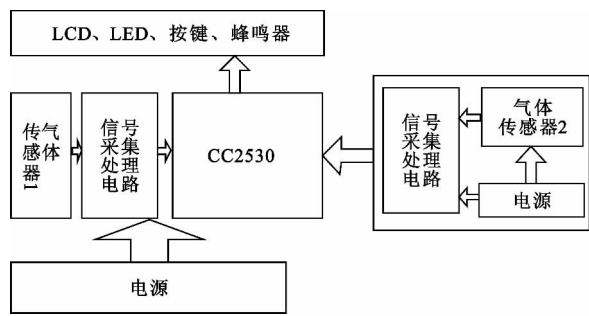 LCD、LED、按键、蜂鸣器
气体
传感器1
信号
采集
处理
电路
CC2530
信号
采集
处理
电路
气体
传感器2
电源
电源